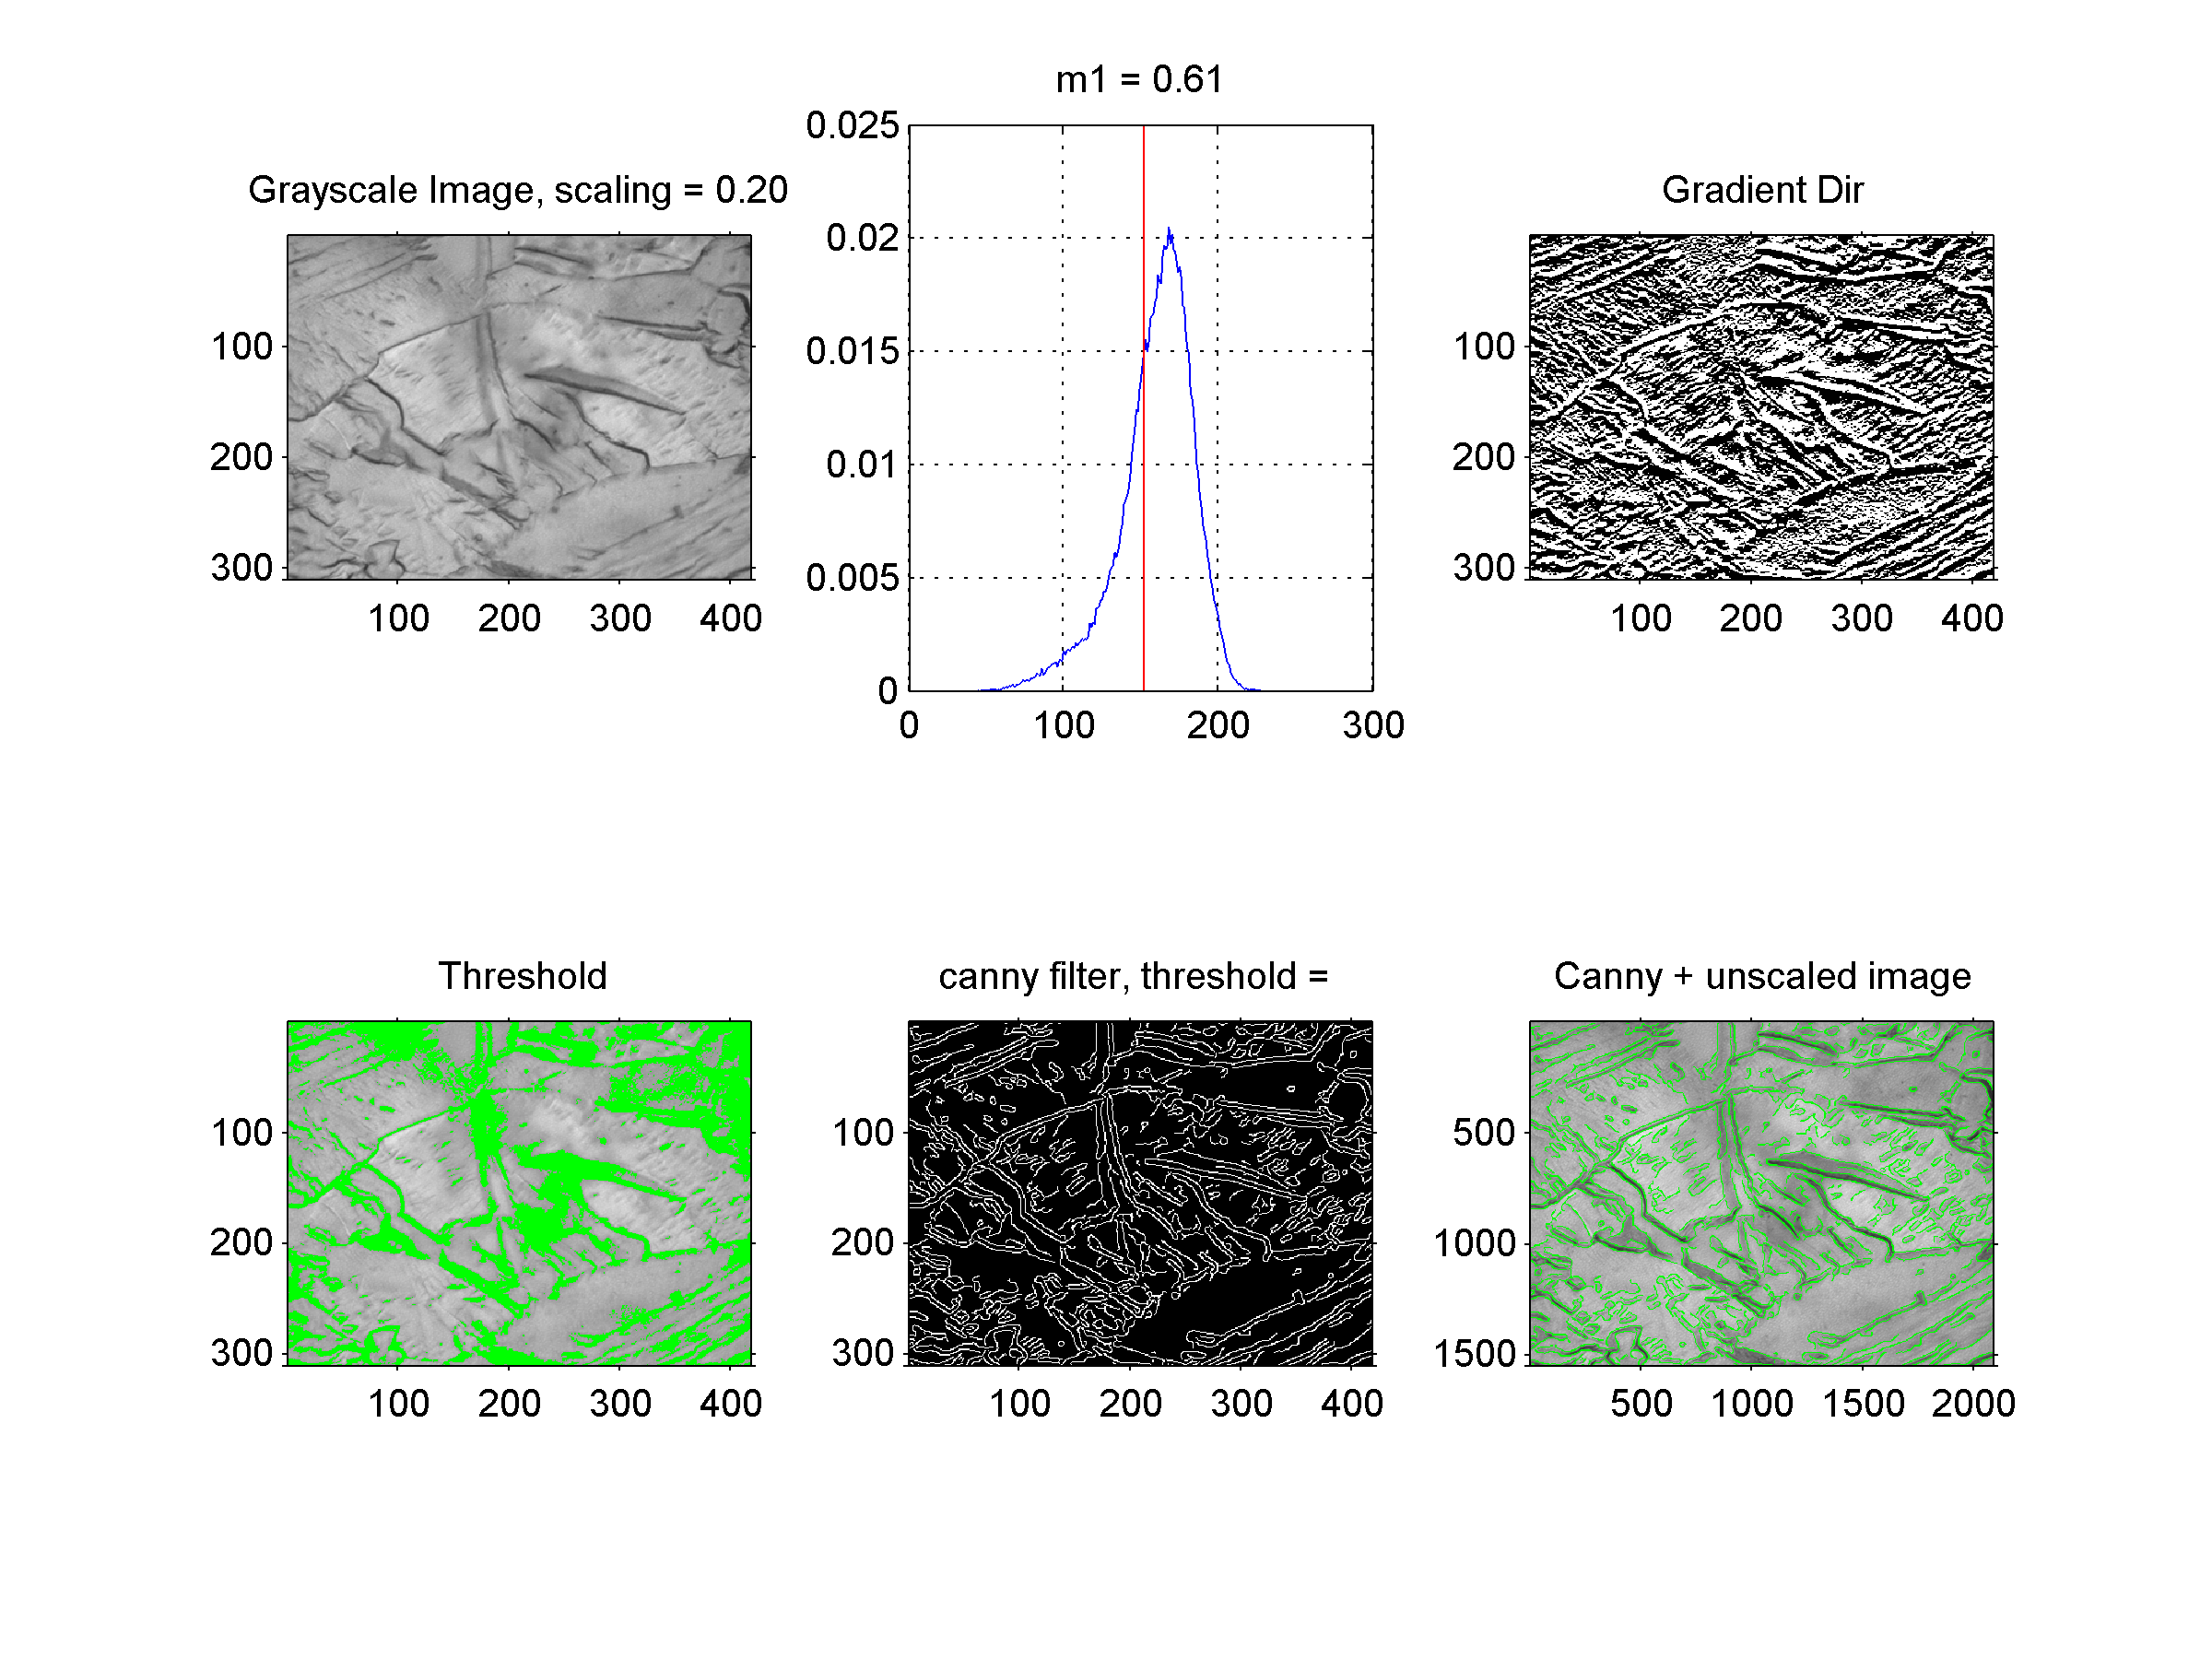 m1 = 0.61
0.025
0.02
0.015
0.01
0.005
0
0 100 200 300
Grayscale Image, scaling = 0.20
100
200
300
100 200 300 400
Gradient Dir
100
200
300
100 200 300 400
Threshold
100
200
300
100 200 300 400
canny filter, threshold =
100
200
300
100 200 300 400
Canny + unscaled image
500
1000
1500
500 1000 1500 2000